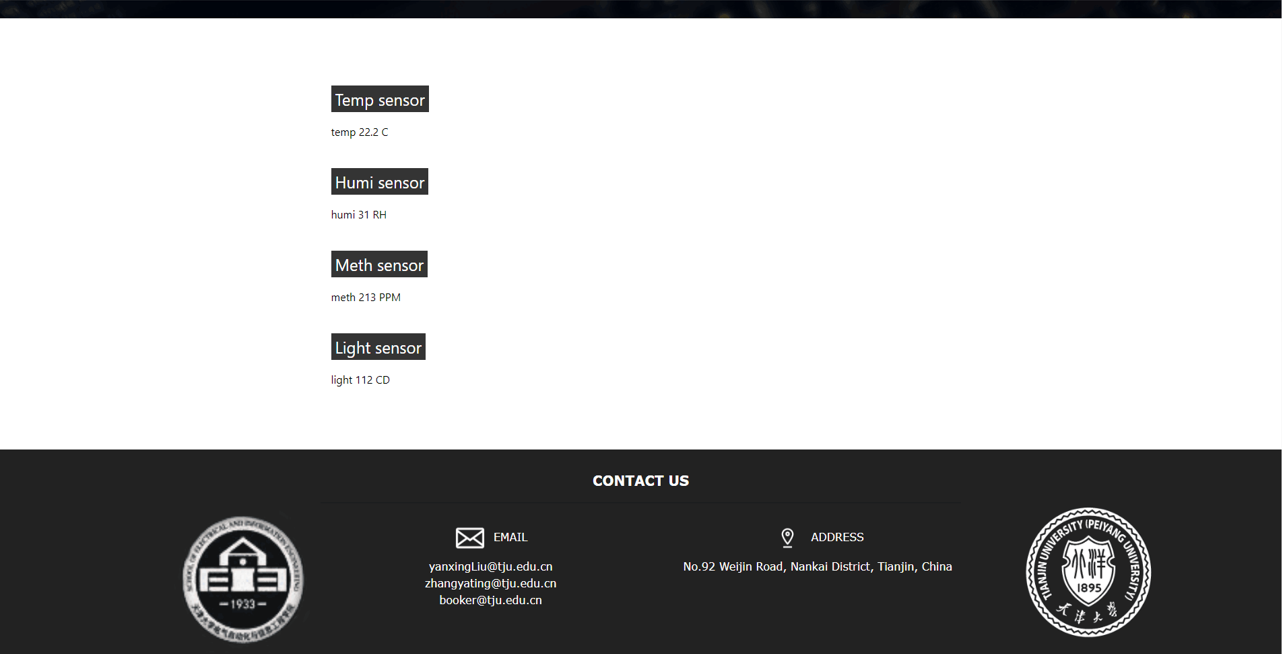 Temp sensor
temp 22.2 C
Humi sensor
humi 31 RH
Meth sensor
meth 213 PPM
Light sensor
light 112 CD
CONTACT US
SCHOOL OF ELECTRICAL AND INFORMATION ENGINEERING
1933
天津大学电气自动化与信息工程学院
EMAIL
yanxingLiu@tju.edu.cn
zhangyating@tju.edu.cn
booker@tju.edu.cn
ADDRESS
No.92 Weijin Road, Nankai District, Tianjin, China
TIANJIN UNIVERSITY (PEIYANG UNIVERSITY)
北洋
1895
天津大学